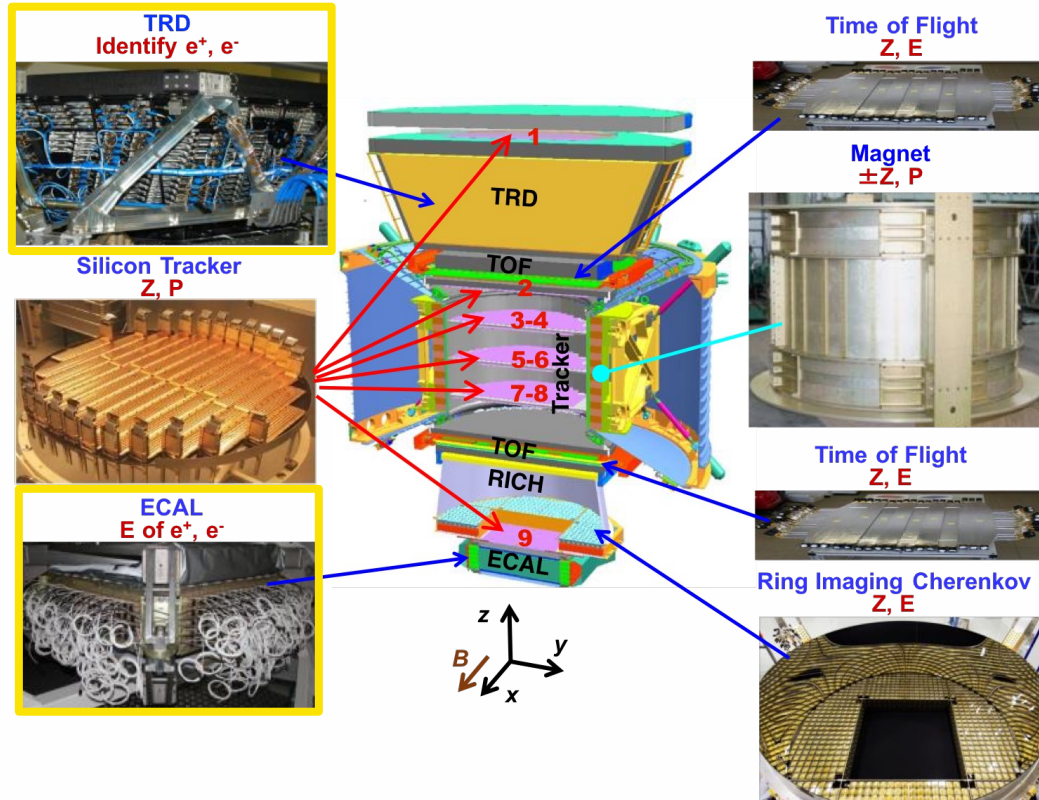 TRD
Identify e⁺, e⁻
Silicon Tracker
Z, P
ECAL
E of e⁺, e⁻
1
TRD
TOF
2
3-4
5-6
7-8
Tracker
TOF
RICH
9
ECAL
z
y
x
B
Time of Flight
Z, E
Magnet
±Z, P
Time of Flight
Z, E
Ring Imaging Cherenkov
Z, E